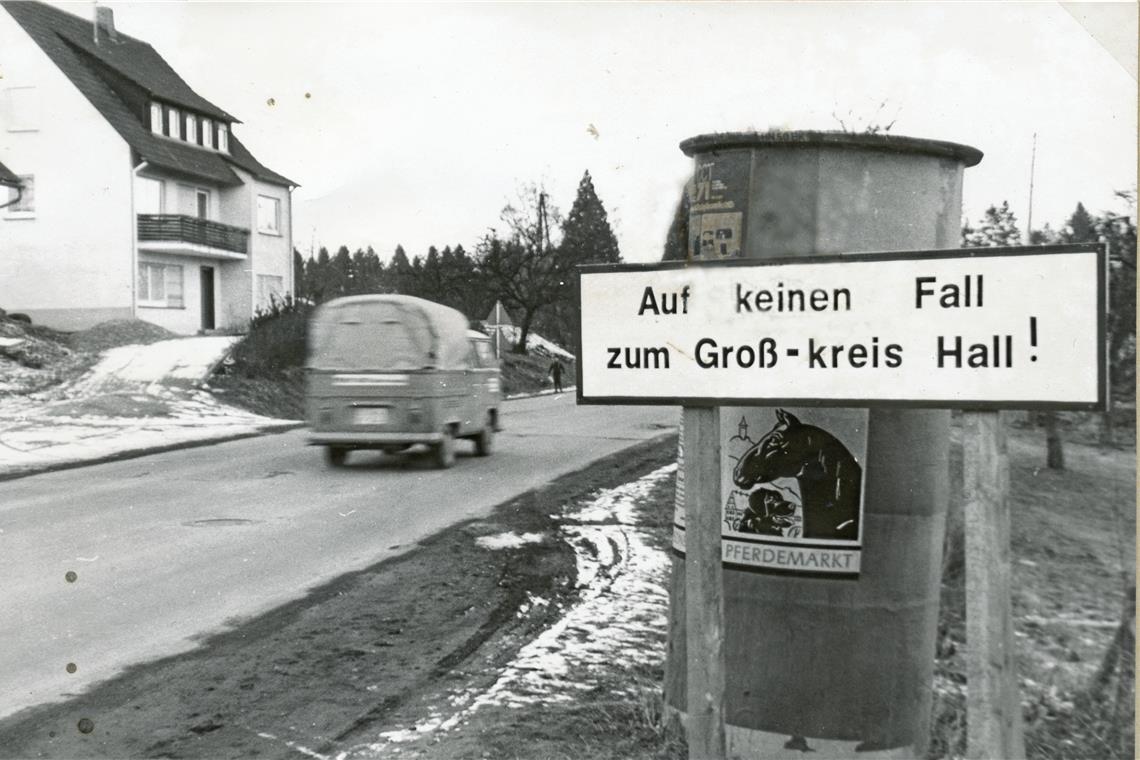 Auf keinen Fall
zum Groß-kreis Hall!
PFERDEMARKT